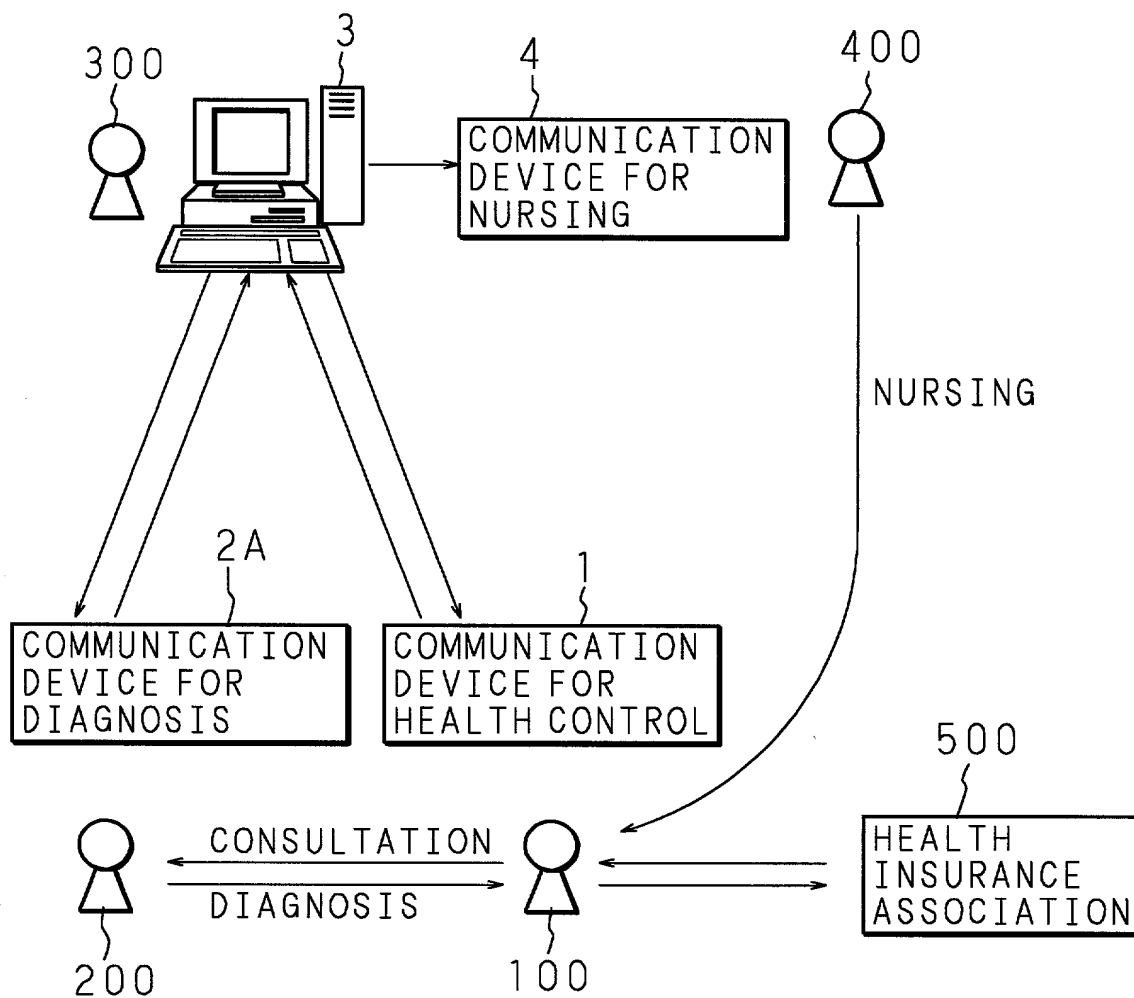 3
300
4
400
COMMUNICATION
DEVICE FOR
NURSING
NURSING
2A
1
COMMUNICATION
DEVICE FOR
DIAGNOSIS
COMMUNICATION
DEVICE FOR
HEALTH CONTROL
500
CONSULTATION
DIAGNOSIS
HEALTH
INSURANCE
ASSOCIATION
200
100